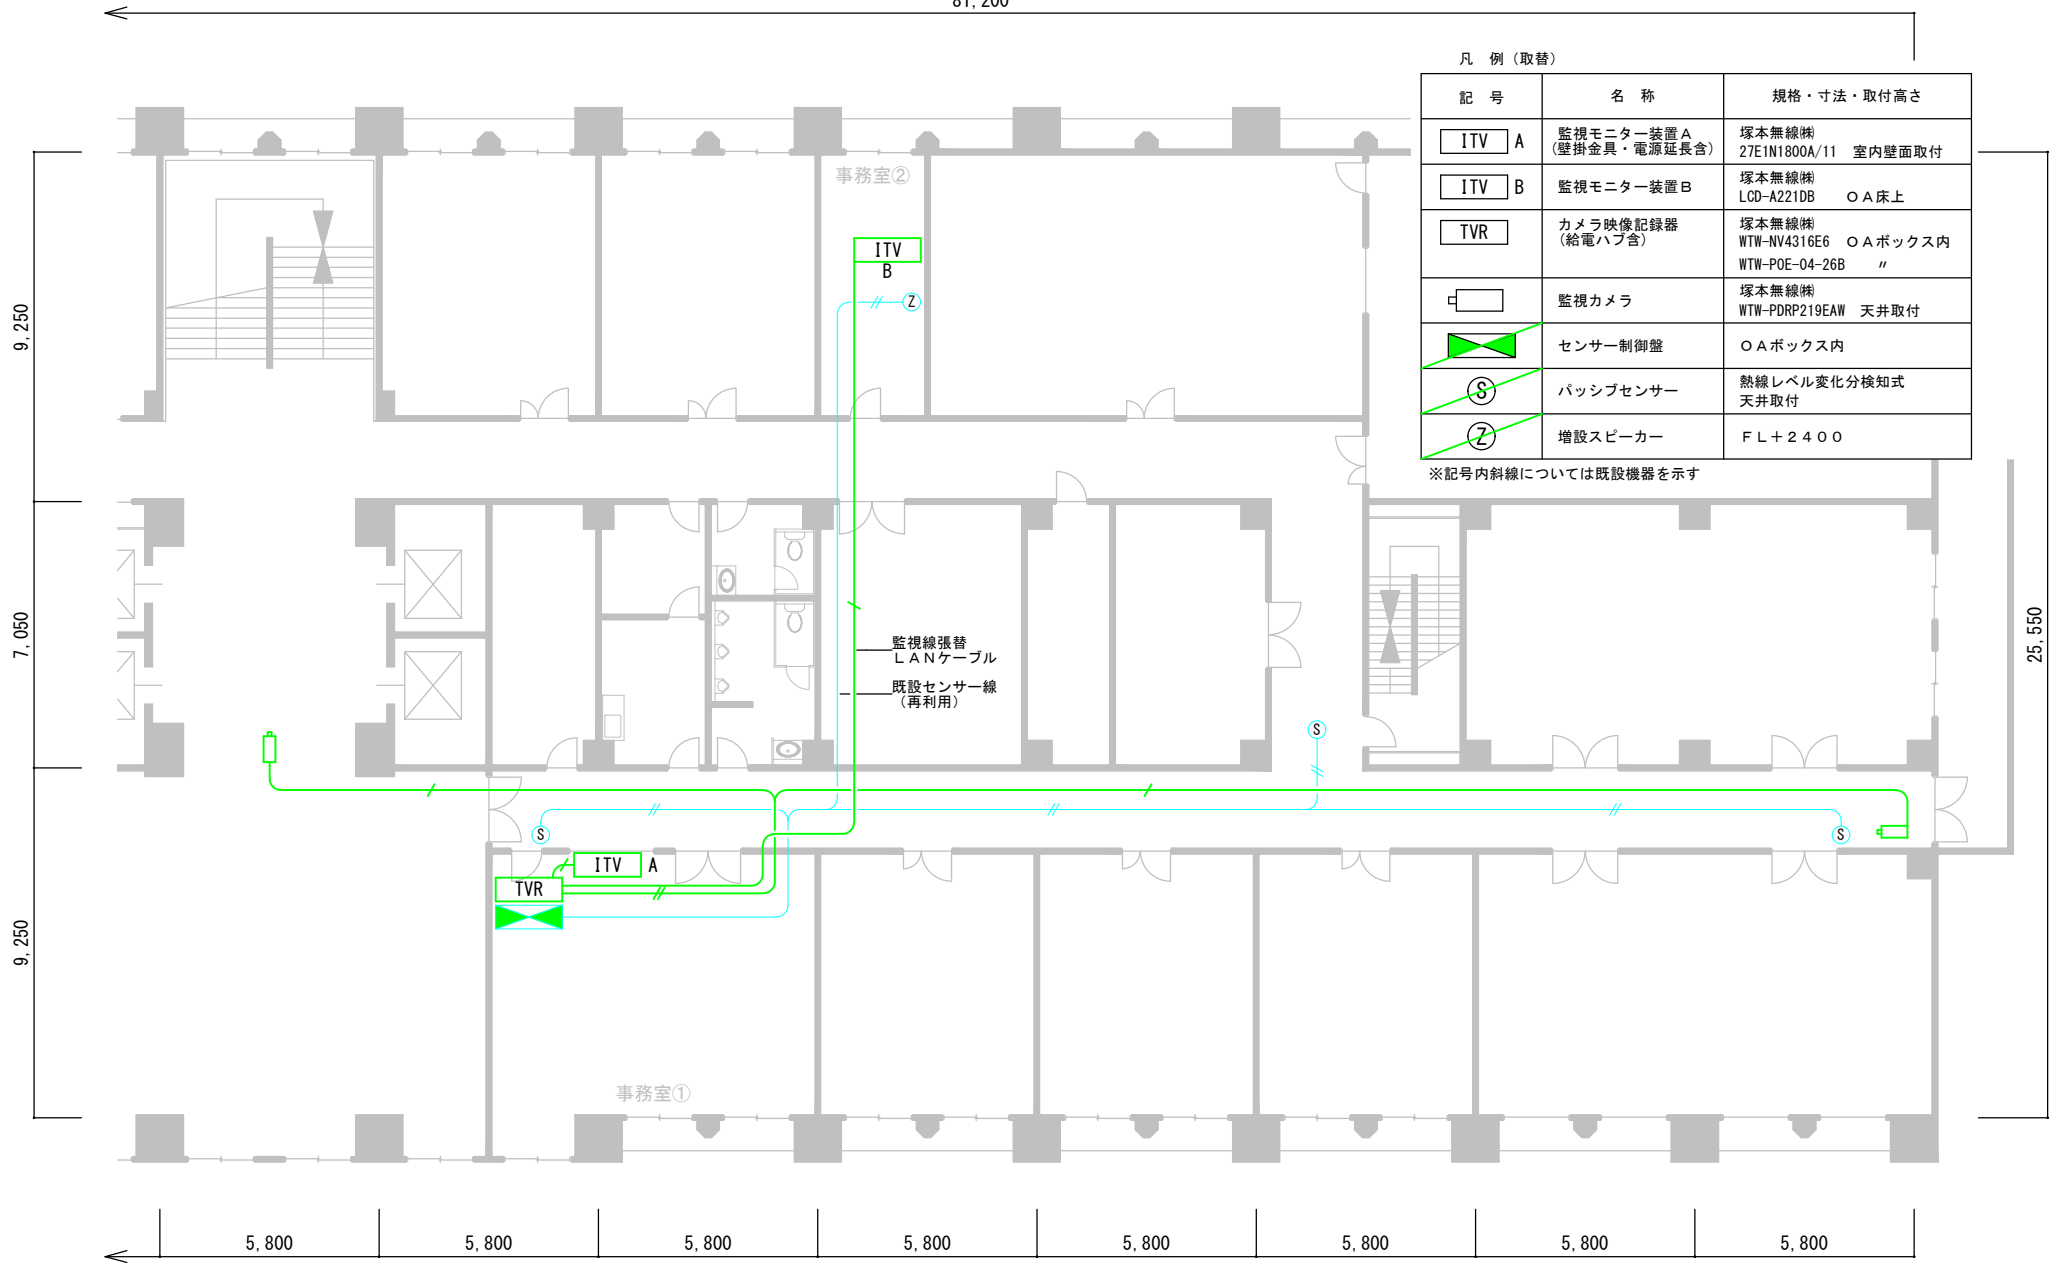 81,200
凡 例（取替）
記 号 名 称 規格・寸法・取付高さ
ITV A 監視モニター装置A 塚本無線㈱
（壁掛金具・電源延長含） 27E1N1800A/11 室内壁面取付
ITV B 監視モニター装置B 塚本無線㈱
LCD-A221DB OA床上
TVR カメラ映像記録器 塚本無線㈱
（給電ハブ含） WTW-NV4316E6 OAボックス内
WTW-POE-04-26B 〃
監視カメラ 塚本無線㈱
WTW-PDRP219EAW 天井取付
センサー制御盤 OAボックス内
S パッシブセンサー 熱線レベル変化分検知式
天井取付
Z 増設スピーカー FL+2400
※記号内斜線については既設機器を示す
事務室②
ITV
B
Z
9,250
7,050
9,250
25,550
監視線張替
LANケーブル
既設センサー線
（再利用）
S
S
S
ITV A
TVR
事務室①
5,800 5,800 5,800 5,800 5,800 5,800 5,800 5,800